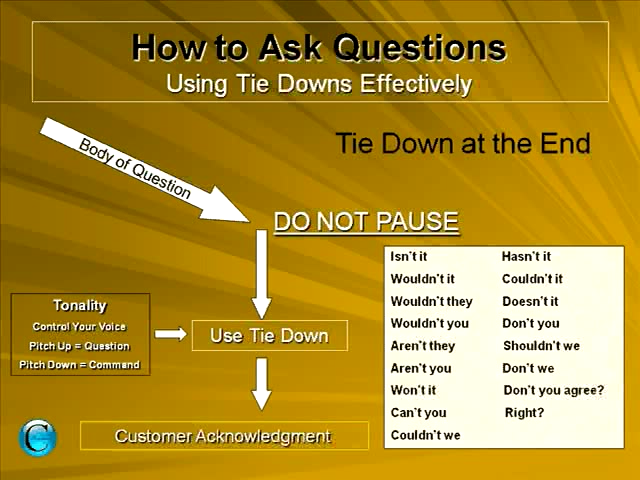 How to Ask Questions
Using Tie Downs Effectively
Tie Down at the End
Body of Question
DO NOT PAUSE
Tonality
Control Your Voice
Pitch Up = Question
Pitch Down = Command
Use Tie Down
Customer Acknowledgment
Isn't it
Wouldn't it
Wouldn't they
Wouldn't you
Aren't they
Aren't you
Won't it
Can't you
Couldn't we
Hasn't it
Couldn't it
Doesn't it
Don't you
Shouldn't we
Don't we
Don't you agree?
Right?
C